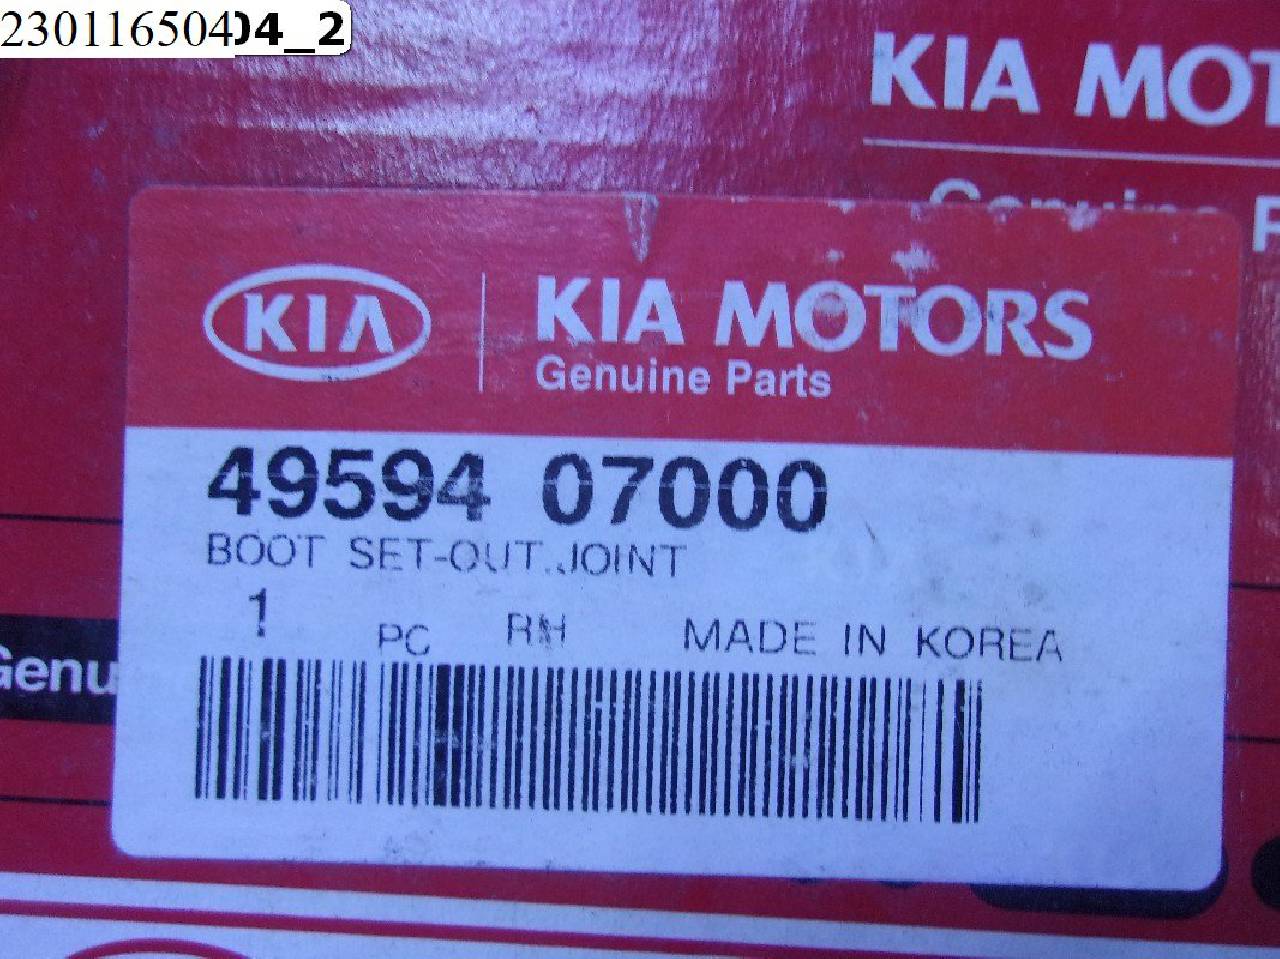 23011650404_2
KIA MOT
Genuine P
KIA
KIA MOTORS
Genuine Parts
49594 07000
BOOT SET-OUT.JOINT
1 PC RH MADE IN KOREA
Genu